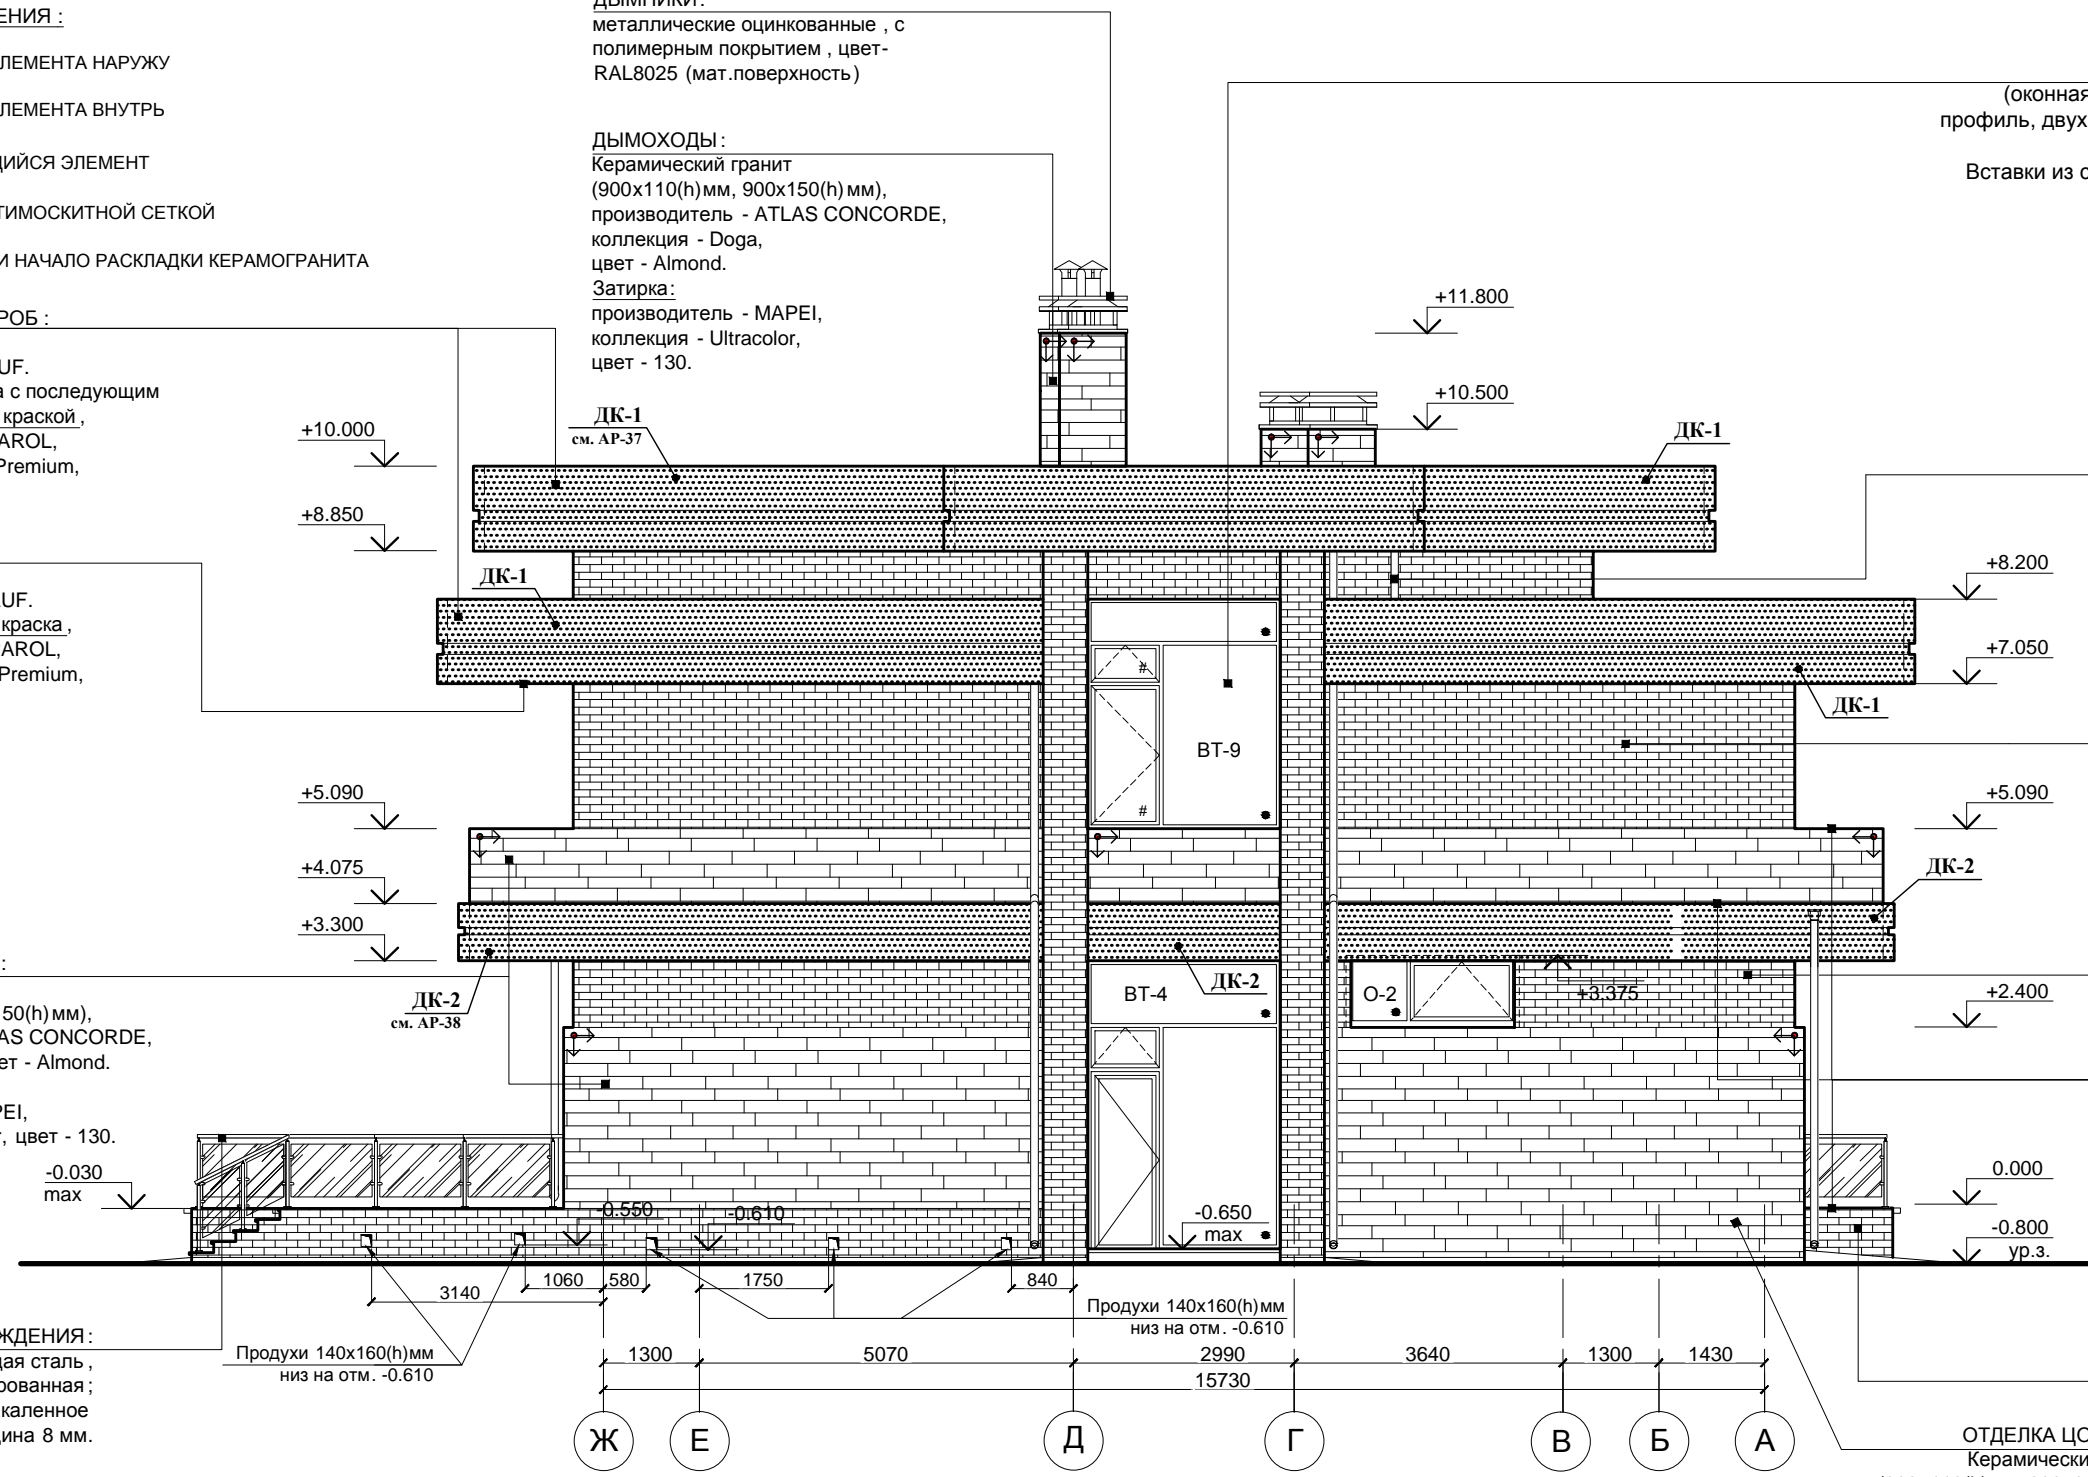 ЕНИЯ :
ЛЕМЕНТА НАРУЖУ
ЛЕМЕНТА ВНУТРЬ
ЦИЙСЯ ЭЛЕМЕНТ
ТИМОСКИТНОЙ СЕТКОЙ
И НАЧАЛО РАСКЛАДКИ КЕРАМОГРАНИТА
РОБ :
UF.
а с последующим
краской ,
AROL,
Premium,
UF.
краска ,
AROL,
Premium,
:
50(h)мм),
AS CONCORDE,
ет - Almond.
PEI,
, цвет - 130.
-0.030
max
ЖДЕНИЯ :
ая сталь ,
рованная ;
каленное
щина 8 мм.
ДЫМНИКИ:
металлические оцинкованные , с
полимерным покрытием , цвет-
RAL8025 (мат.поверхность)
ДЫМОХОДЫ :
Керамический гранит
(900x110(h)мм, 900x150(h)мм),
производитель - ATLAS CONCORDE,
коллекция - Doga,
цвет - Almond.
Затирка:
производитель - MAPEI,
коллекция - Ultracolor,
цвет - 130.
(оконная
профиль, двух
Вставки из с
+11.800
+10.500
+10.000
+8.850
ДК-1
см. АР-37
ДК-1
ДК-1
+8.200
+7.050
ДК-1
#
#
ВТ-9
+5.090
+4.075
+3.300
+5.090
ДК-2
ДК-2
см. АР-38
ДК-2
ВТ-4
О-2
+3.375
+2.400
0.000
-0.800
ур.з.
-0.550
-0.610
-0.650
max
3140
1060
580
1750
840
Продухи 140x160(h)мм
низ на отм. -0.610
Продухи 140x160(h)мм
низ на отм. -0.610
1300
5070
2990
3640
1300
1430
15730
Ж
Е
Д
Г
В
Б
А
ОТДЕЛКА ЦО
Керамически